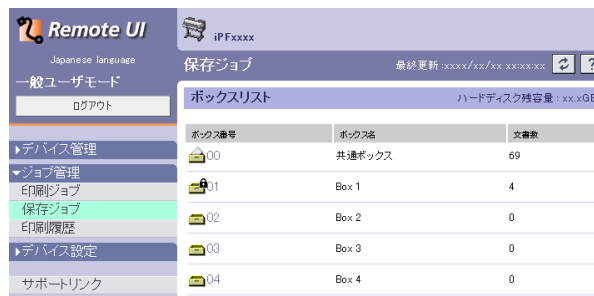 Remote UI
Japanese language
一般ユーザモード
ログアウト
▶デバイス管理
▼ジョブ管理
印刷ジョブ
保存ジョブ
印刷履歴
▶デバイス設定
サポートリンク
iPFxxxx
保存ジョブ
最終更新:xxxx/xx/xx xx:xx:xx ?
ボックスリスト ハードディスク残容量:xx.xGB
ボックス番号 ボックス名 文書数
00 共通ボックス 69
01 Box 1 4
02 Box 2 0
03 Box 3 0
04 Box 4 0